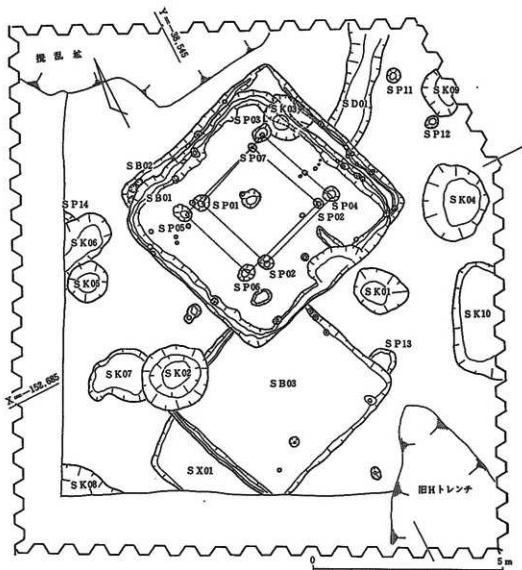 Y=-38,545
撹乱坑
SP11
SK09
SD01
SP12
SK03
SP03
SP07
SB02
SB01
SP14
SK06
SK05
SP01
SP05
SP04
SP02
SK04
SP02
SP06
SK01
SK10
SP13
SK07
SK02
SB03
X=-152,685
SX01
SK08
旧Hトレンチ
0
5m